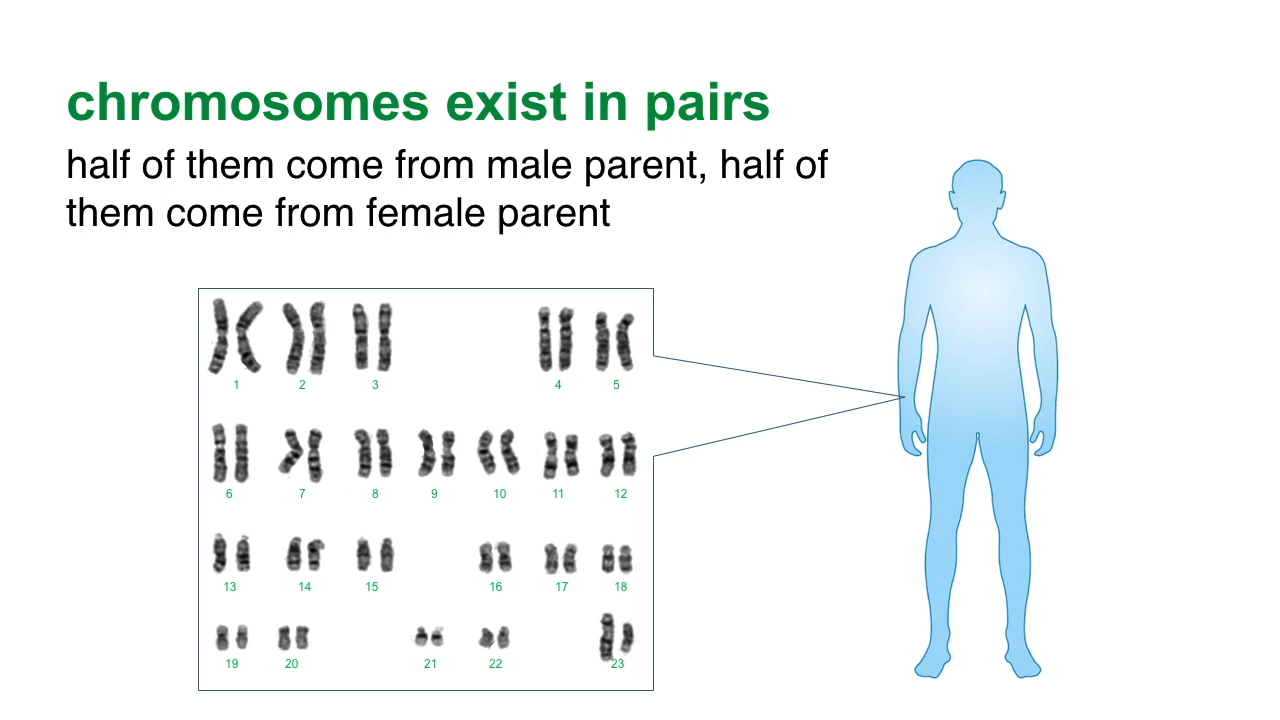 chromosomes exist in pairs
half of them come from male parent, half of
them come from female parent
1 2 3 4 5
6 7 8 9 10 11 12
13 14 15 16 17 18
19 20 21 22 23